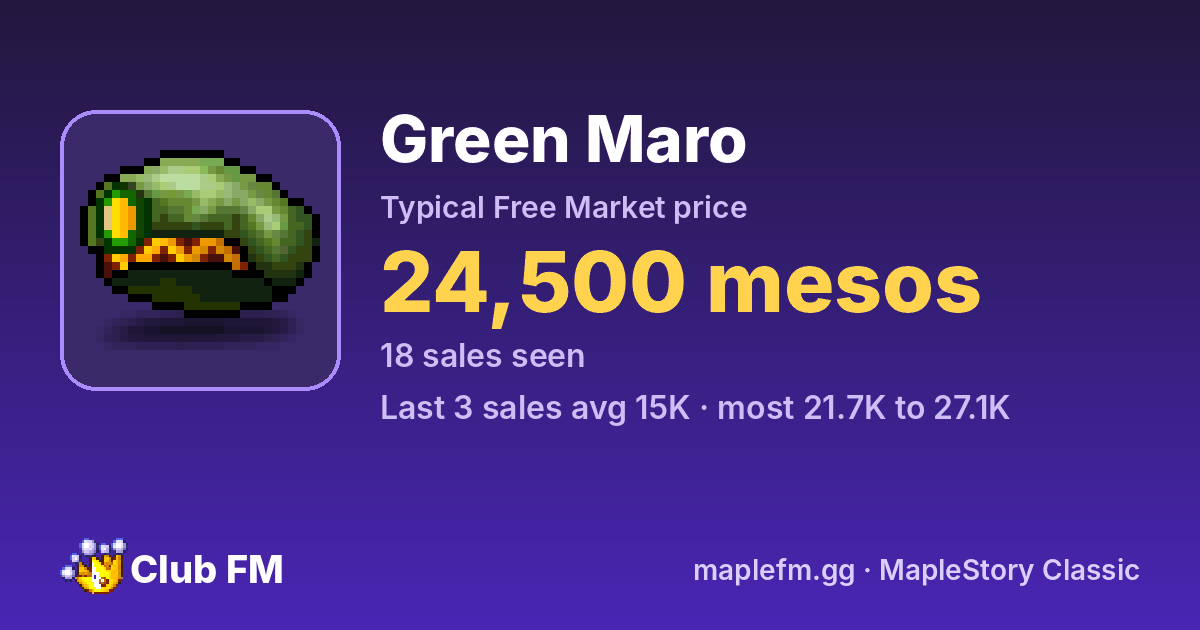 Green Maro
Typical Free Market price
24,500 mesos
18 sales seen
Last 3 sales avg 15K · most 21.7K to 27.1K
Club FM
maplefm.gg · MapleStory Classic